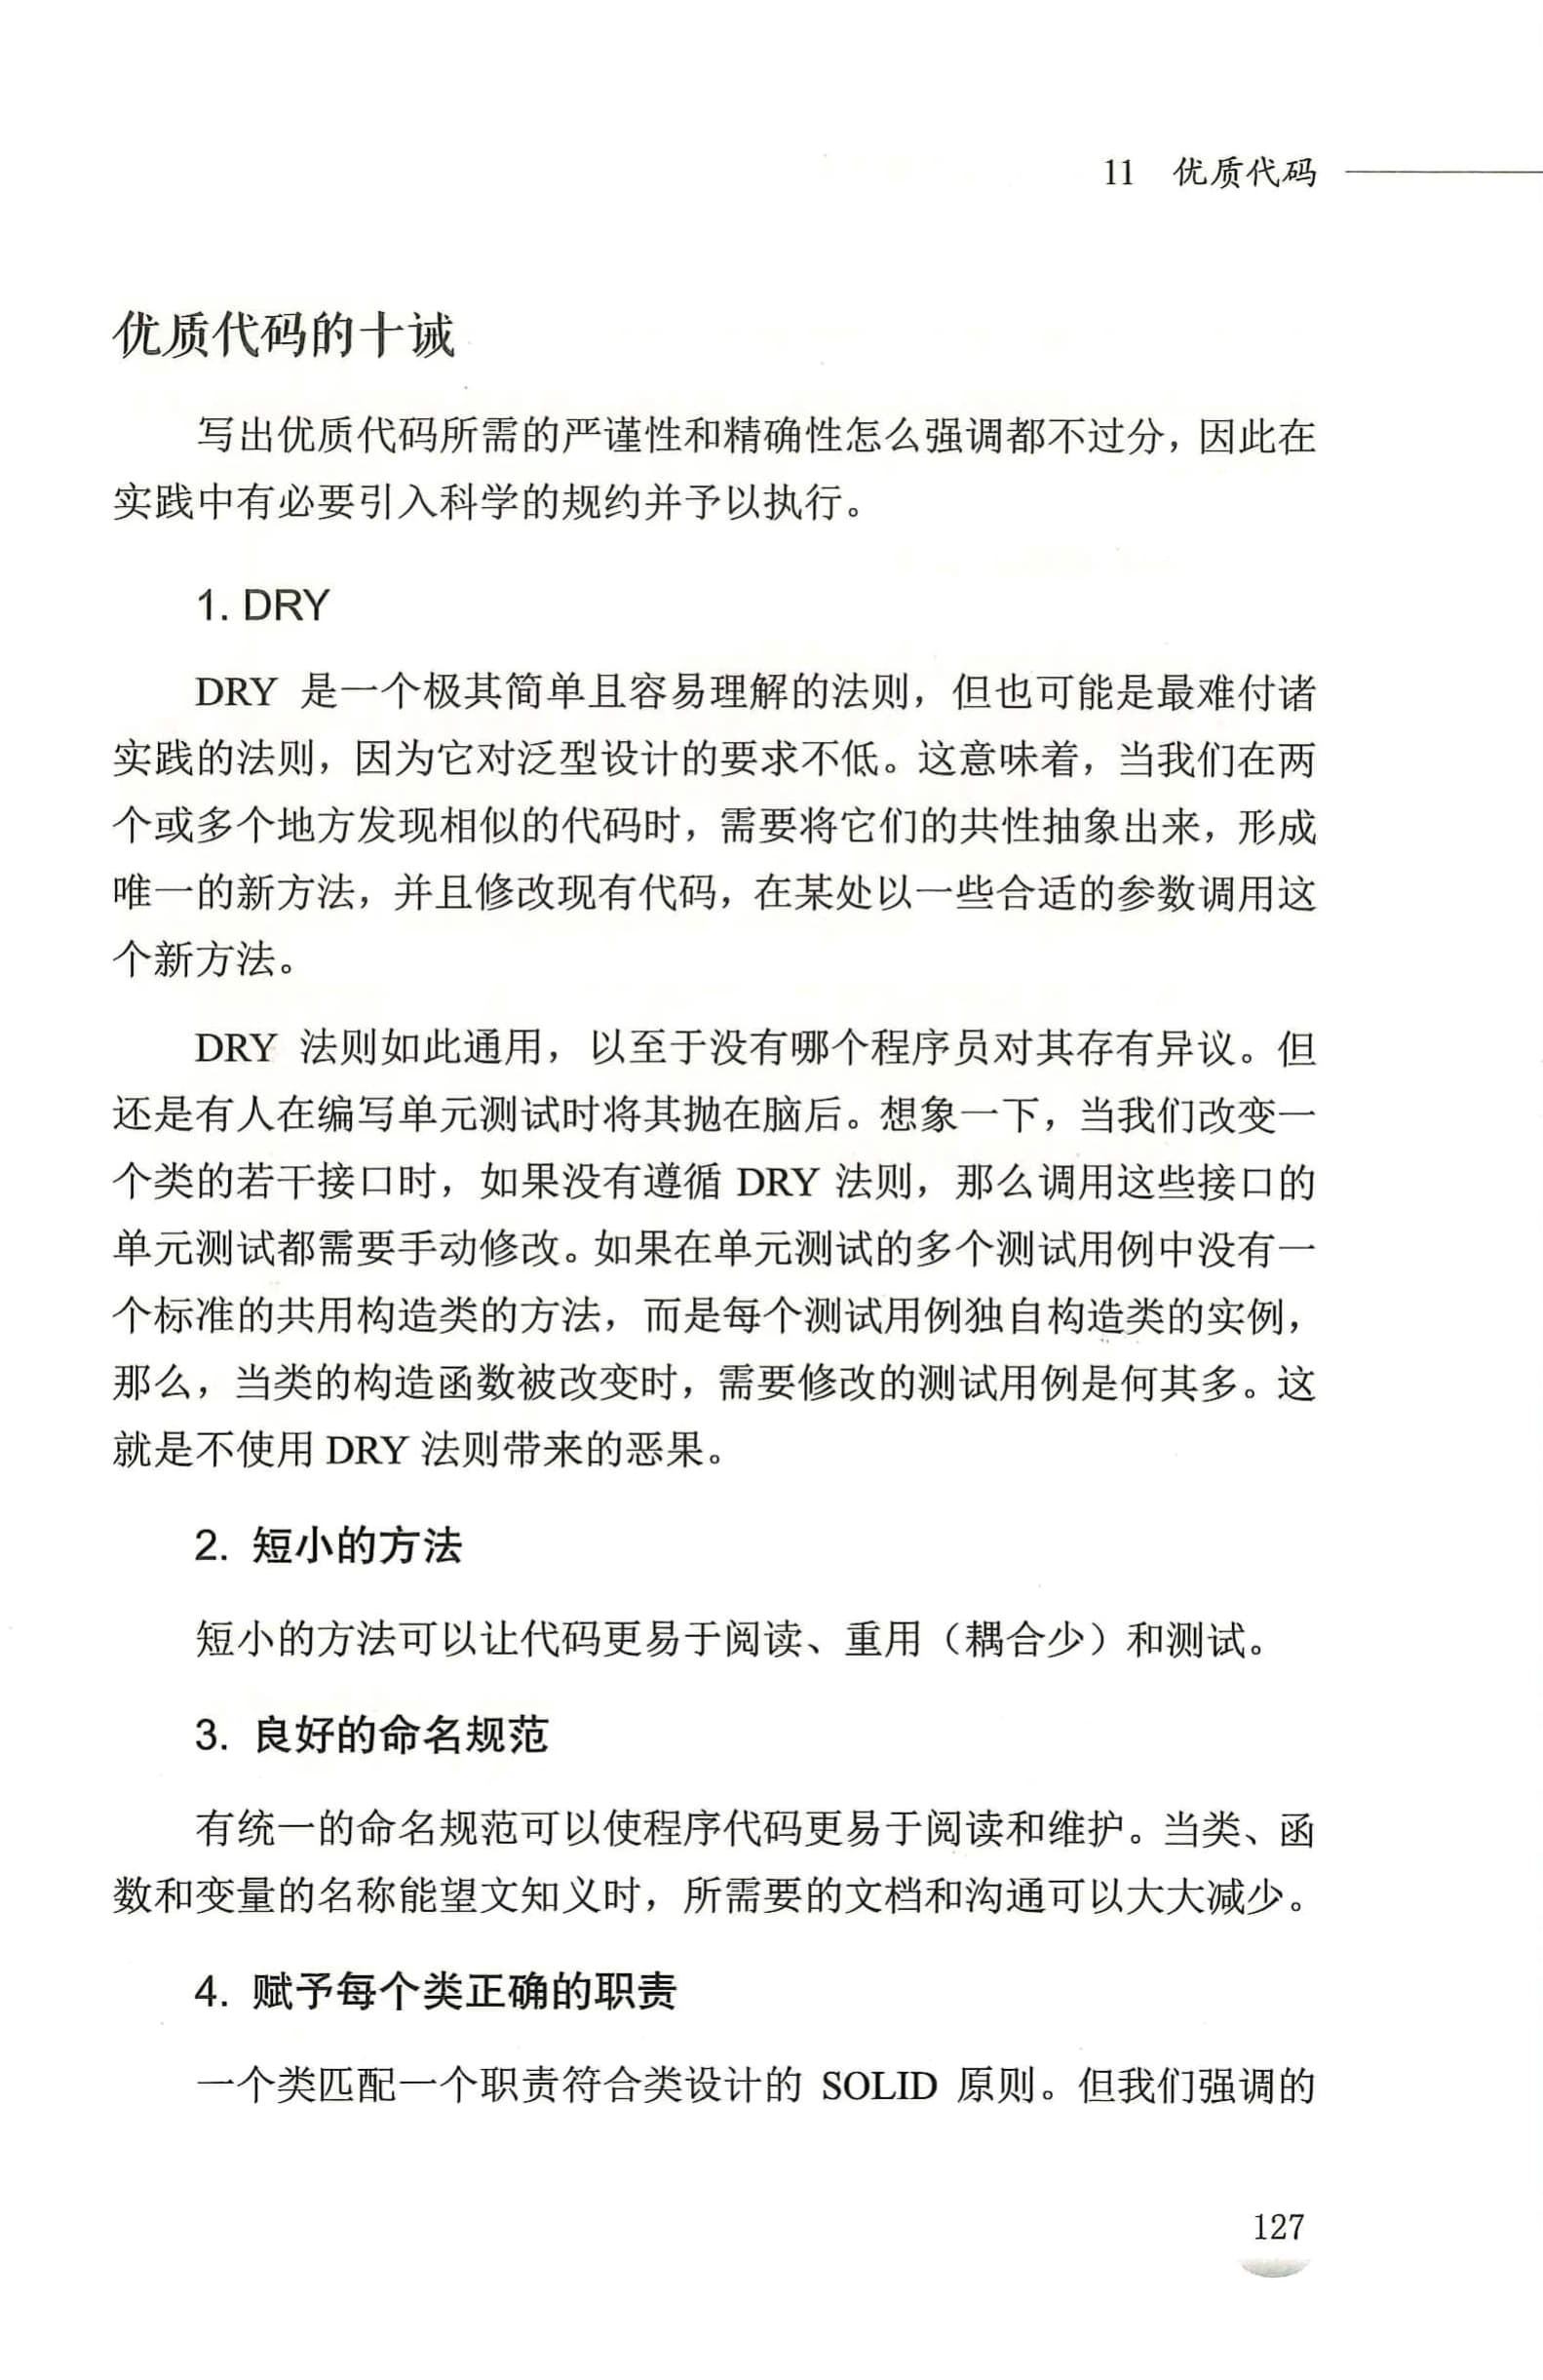 11 优质代码
优质代码的十诫
写出优质代码所需的严谨性和精确性怎么强调都不过分，因此在
实践中有必要引入科学的规约并予以执行。
1. DRY
DRY 是一个极其简单且容易理解的法则，但也可能是最难付诸
实践的法则，因为它对泛型设计的要求不低。这意味着，当我们在两
个或多个地方发现相似的代码时，需要将它们的共性抽象出来，形成
唯一的新方法，并且修改现有代码，在某处以一些合适的参数调用这
个新方法。
DRY 法则如此通用，以至于没有哪个程序员对其存有异议。但
还是有人在编写单元测试时将其抛在脑后。想象一下，当我们改变一
个类的若干接口时，如果没有遵循 DRY 法则，那么调用这些接口的
单元测试都需要手动修改。如果在单元测试的多个测试用例中没有一
个标准的共用构造类的方法，而是每个测试用例独自构造类的实例，
那么，当类的构造函数被改变时，需要修改的测试用例是何其多。这
就是不使用 DRY 法则带来的恶果。
2. 短小的方法
短小的方法可以让代码更易于阅读、重用（耦合少）和测试。
3. 良好的命名规范
有统一的命名规范可以使程序代码更易于阅读和维护。当类、函
数和变量的名称能望文知义时，所需要的文档和沟通可以大大减少。
4. 赋予每个类正确的职责
一个类匹配一个职责符合类设计的 SOLID 原则。但我们强调的
127